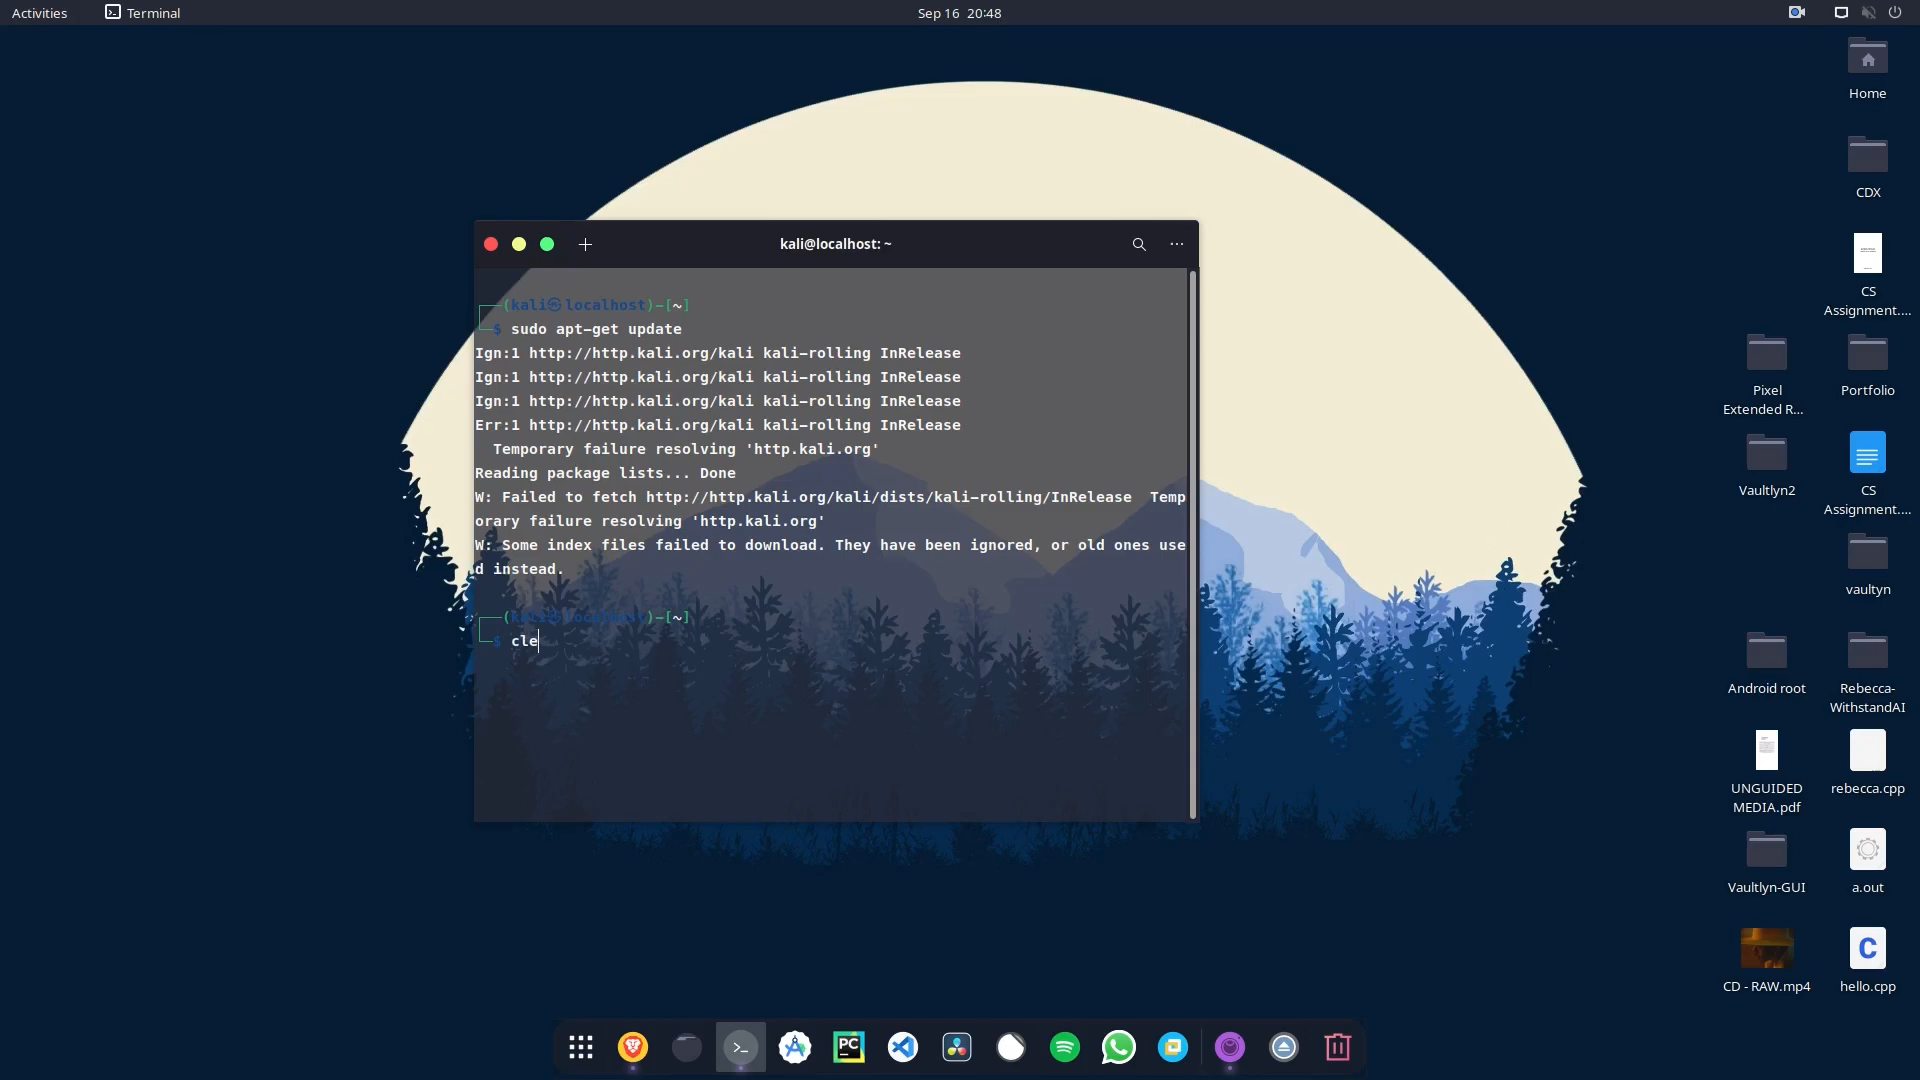 Activities
Terminal
Sep 16 20:48
kali@localhost: ~
┌──(kali㉿localhost)-[~]
└─$ sudo apt-get update
Ign:1 http://http.kali.org/kali kali-rolling InRelease
Ign:1 http://http.kali.org/kali kali-rolling InRelease
Ign:1 http://http.kali.org/kali kali-rolling InRelease
Err:1 http://http.kali.org/kali kali-rolling InRelease
Temporary failure resolving 'http.kali.org'
Reading package lists... Done
W: Failed to fetch http://http.kali.org/kali/dists/kali-rolling/InRelease  Temp
orary failure resolving 'http.kali.org'
W: Some index files failed to download. They have been ignored, or old ones use
d instead.
┌──(kali㉿localhost)-[~]
└─$ cle
Home
CDX
CS
Assignment....
Pixel
Extended R...
Portfolio
Vaultlyn2
CS
Assignment....
vaultyn
Android root
Rebecca-
WithstandAI
UNGUIDED
MEDIA.pdf
rebecca.cpp
Vaultlyn-GUI
a.out
CD - RAW.mp4
C
hello.cpp
PC